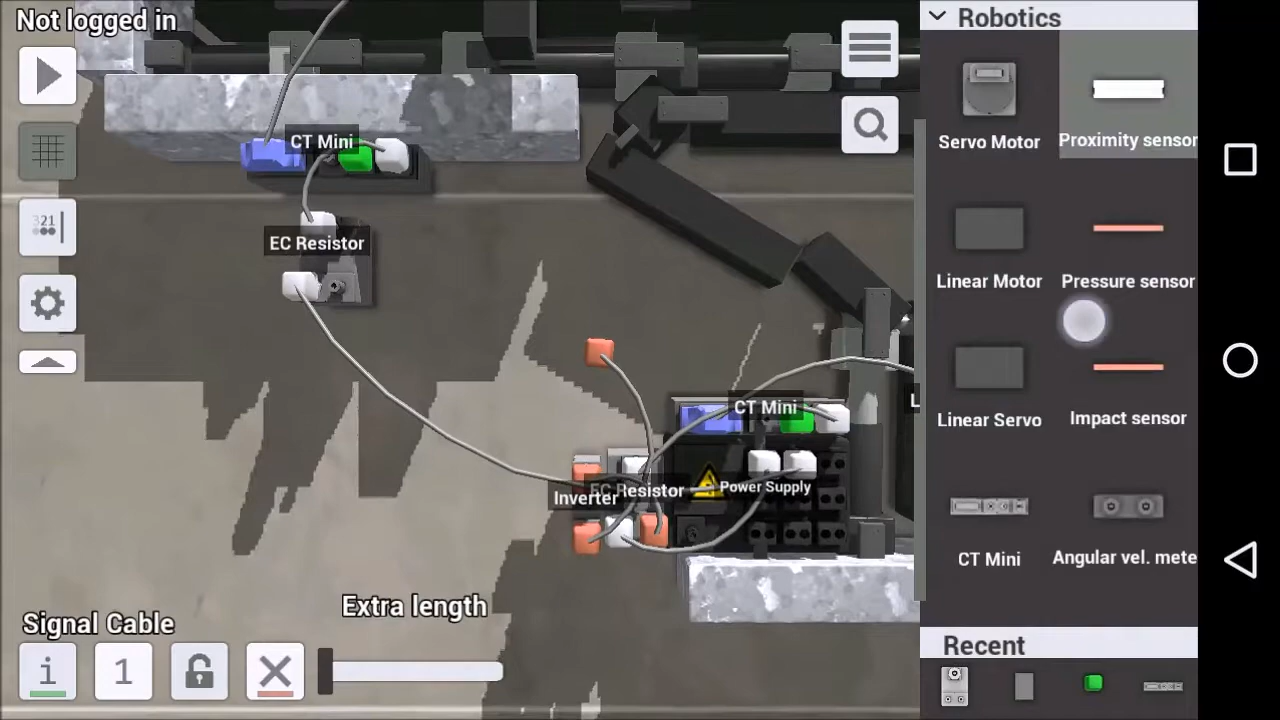 Not logged in
Robotics
321
CT Mini
Servo Motor
Proximity sensor
EC Resistor
Linear Motor
Pressure sensor
CT Mini
Linear Servo
Impact sensor
L
EC Resistor
Power Supply
Inverter
CT Mini
Angular vel. mete
Extra length
Signal Cable
Recent
i
1